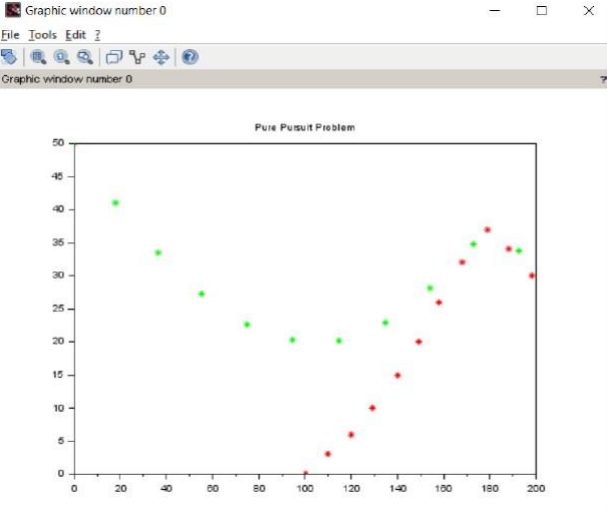 Graphic window number 0
File Tools Edit ?
Graphic window number 0 ?
Pure Pursuit Problem
50
45
40
35
30
25
20
15
10
5
0
0 20 40 60 80 100 120 140 160 180 200